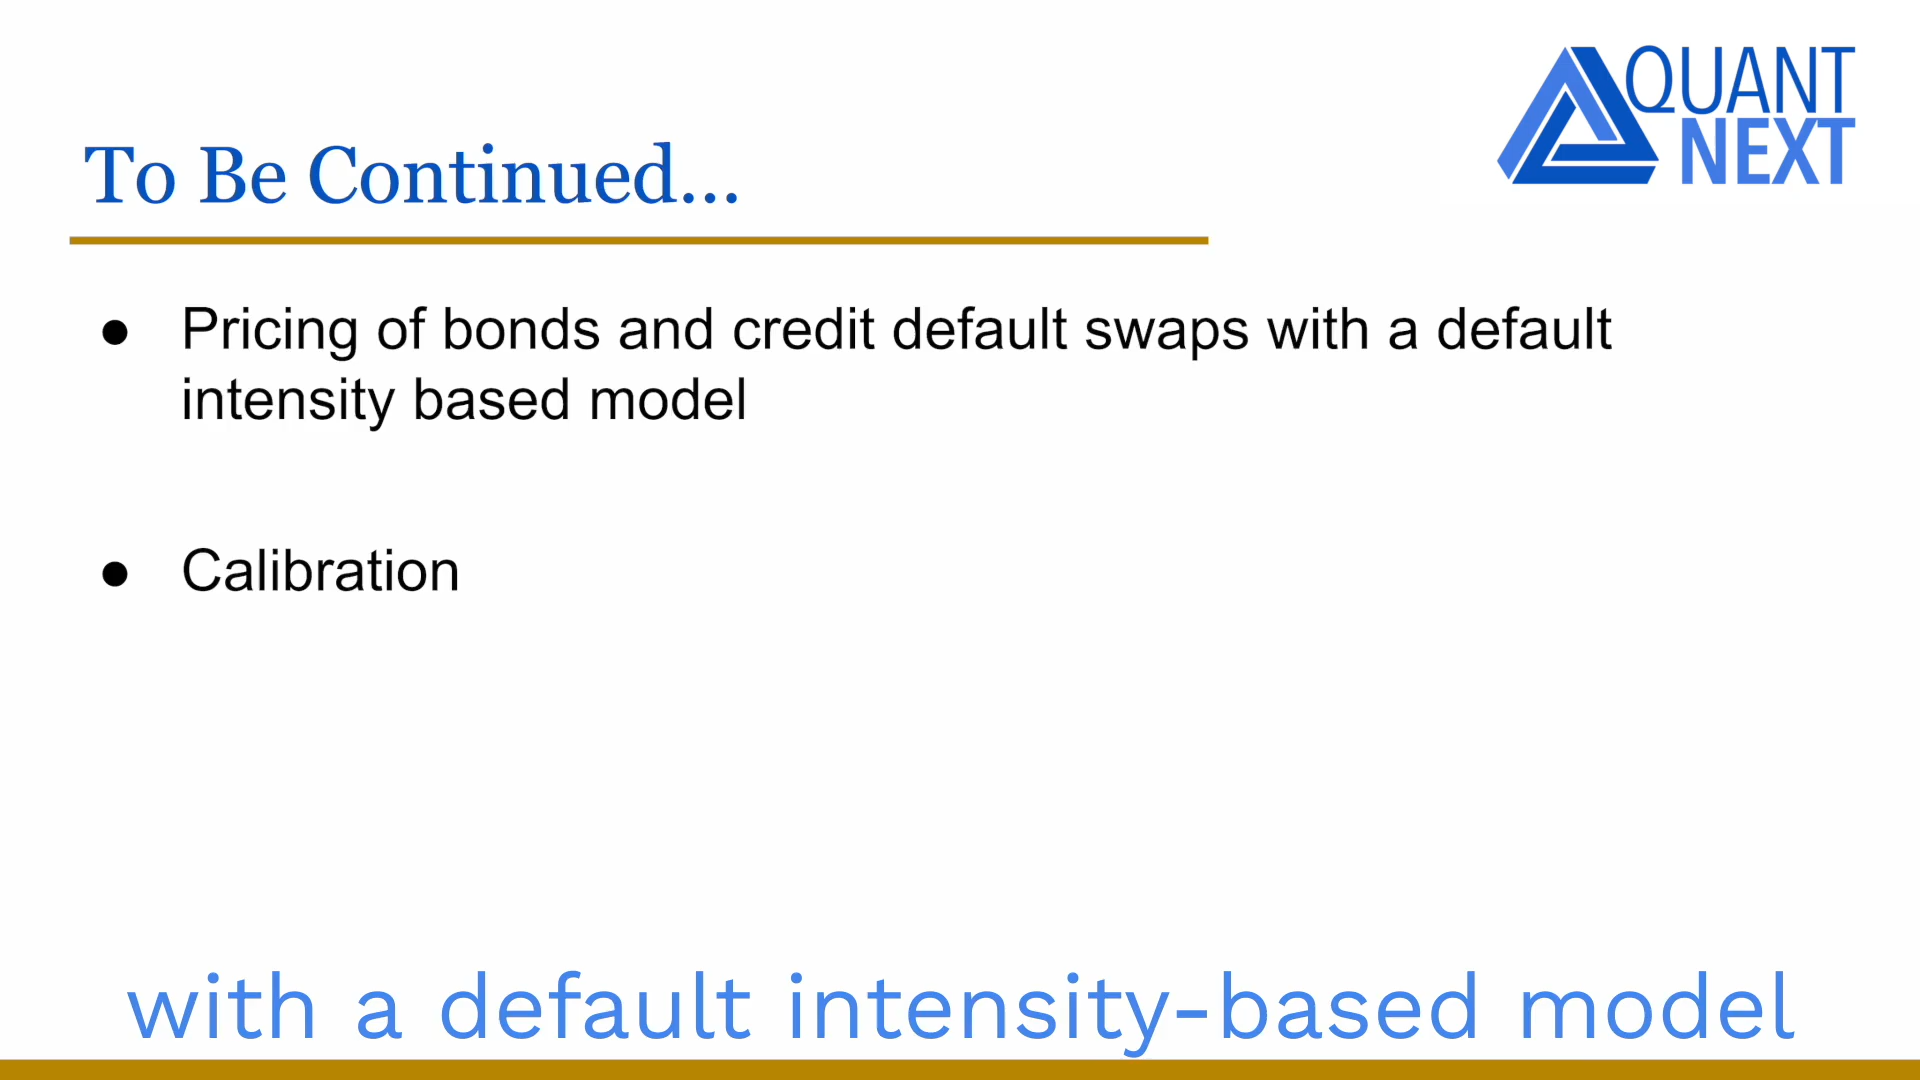 QUANT
NEXT
To Be Continued...
● Pricing of bonds and credit default swaps with a default
intensity based model
● Calibration
with a default intensity-based model